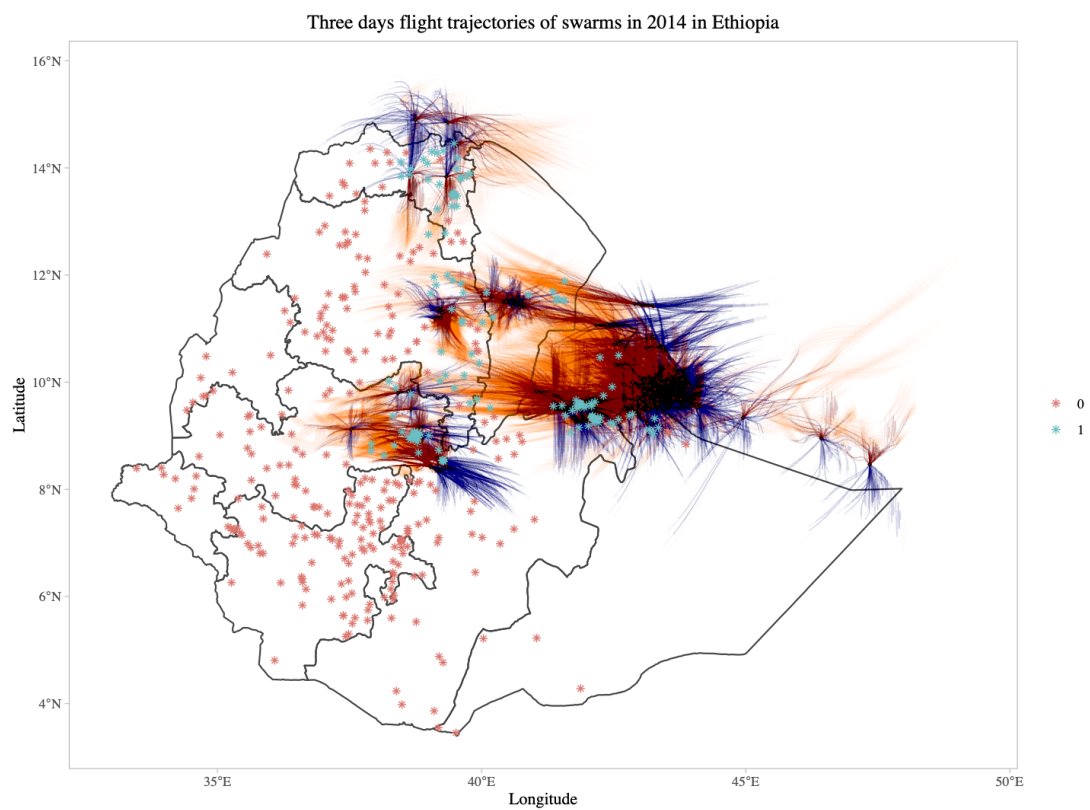 Three days flight trajectories of swarms in 2014 in Ethiopia
16°N
14°N
12°N
10°N
8°N
6°N
4°N
Latitude
0
1
35°E
40°E
45°E
50°E
Longitude